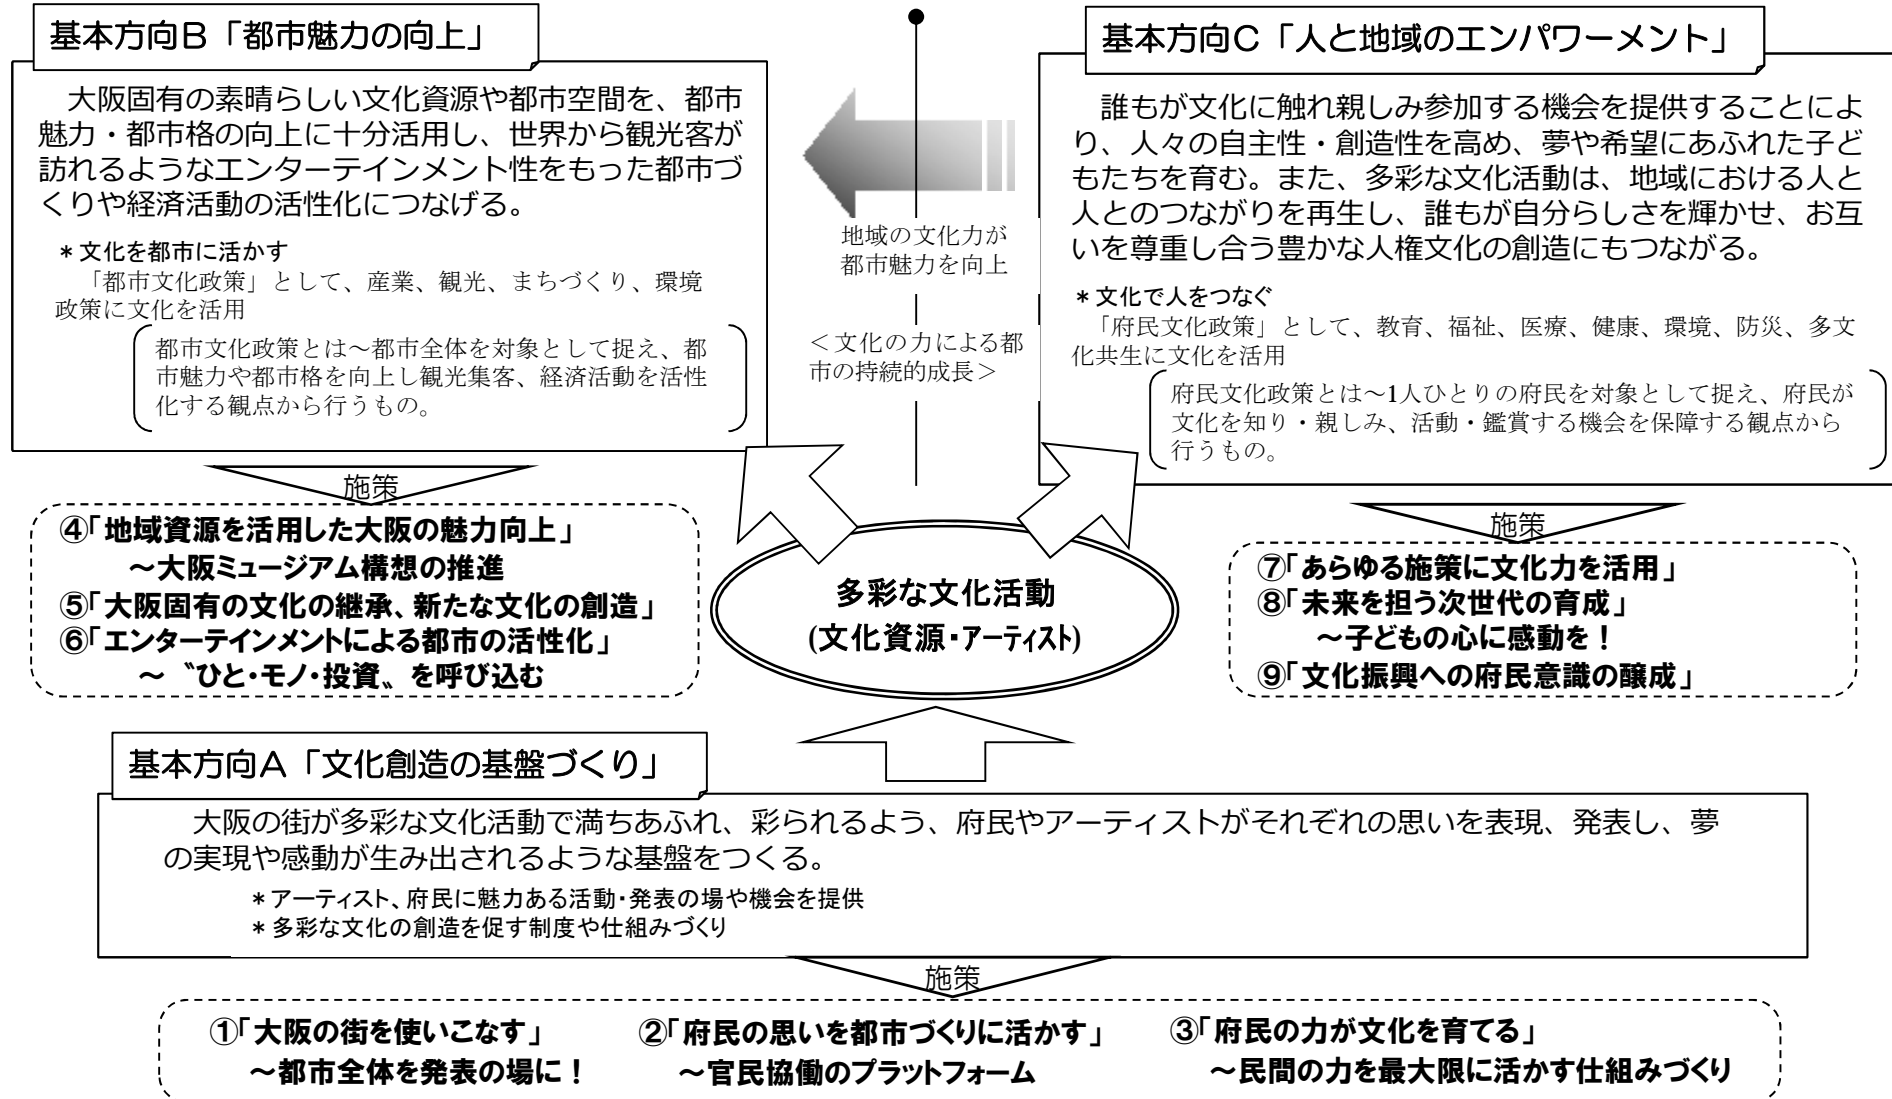 基本方向B「都市魅力の向上」
大阪固有の素晴らしい文化資源や都市空間を、都市
魅力・都市格の向上に十分活用し、世界から観光客が
訪れるようなエンターテインメント性をもった都市づ
くりや経済活動の活性化につなげる。
＊文化を都市に活かす
「都市文化政策」として、産業、観光、まちづくり、環境
政策に文化を活用
都市文化政策とは～都市全体を対象として捉え、都
市魅力や都市格を向上し観光集客、経済活動を活性
化する観点から行うもの。
施策
④「地域資源を活用した大阪の魅力向上」
～大阪ミュージアム構想の推進
⑤「大阪固有の文化の継承、新たな文化の創造」
⑥「エンターテインメントによる都市の活性化」
～〝ひと・モノ・投資〟を呼び込む
地域の文化力が
都市魅力を向上
＜文化の力による都
市の持続的成長＞
基本方向C「人と地域のエンパワーメント」
誰もが文化に触れ親しみ参加する機会を提供することによ
り、人々の自主性・創造性を高め、夢や希望にあふれた子ど
もたちを育む。また、多彩な文化活動は、地域における人と
人とのつながりを再生し、誰もが自分らしさを輝かせ、お互
いを尊重し合う豊かな人権文化の創造にもつながる。
＊文化で人をつなぐ
「府民文化政策」として、教育、福祉、医療、健康、環境、防災、多文
化共生に文化を活用
府民文化政策とは～1人ひとりの府民を対象として捉え、府民が
文化を知り・親しみ、活動・鑑賞する機会を保障する観点から
行うもの。
施策
⑦「あらゆる施策に文化力を活用」
⑧「未来を担う次世代の育成」
～子どもの心に感動を！
⑨「文化振興への府民意識の醸成」
多彩な文化活動
(文化資源・アーティスト)
基本方向A「文化創造の基盤づくり」
大阪の街が多彩な文化活動で満ちあふれ、彩られるよう、府民やアーティストがそれぞれの思いを表現、発表し、夢
の実現や感動が生み出されるような基盤をつくる。
＊アーティスト、府民に魅力ある活動・発表の場や機会を提供
＊多彩な文化の創造を促す制度や仕組みづくり
施策
①「大阪の街を使いこなす」
～都市全体を発表の場に！
②「府民の思いを都市づくりに活かす」
～官民協働のプラットフォーム
③「府民の力が文化を育てる」
～民間の力を最大限に活かす仕組みづくり